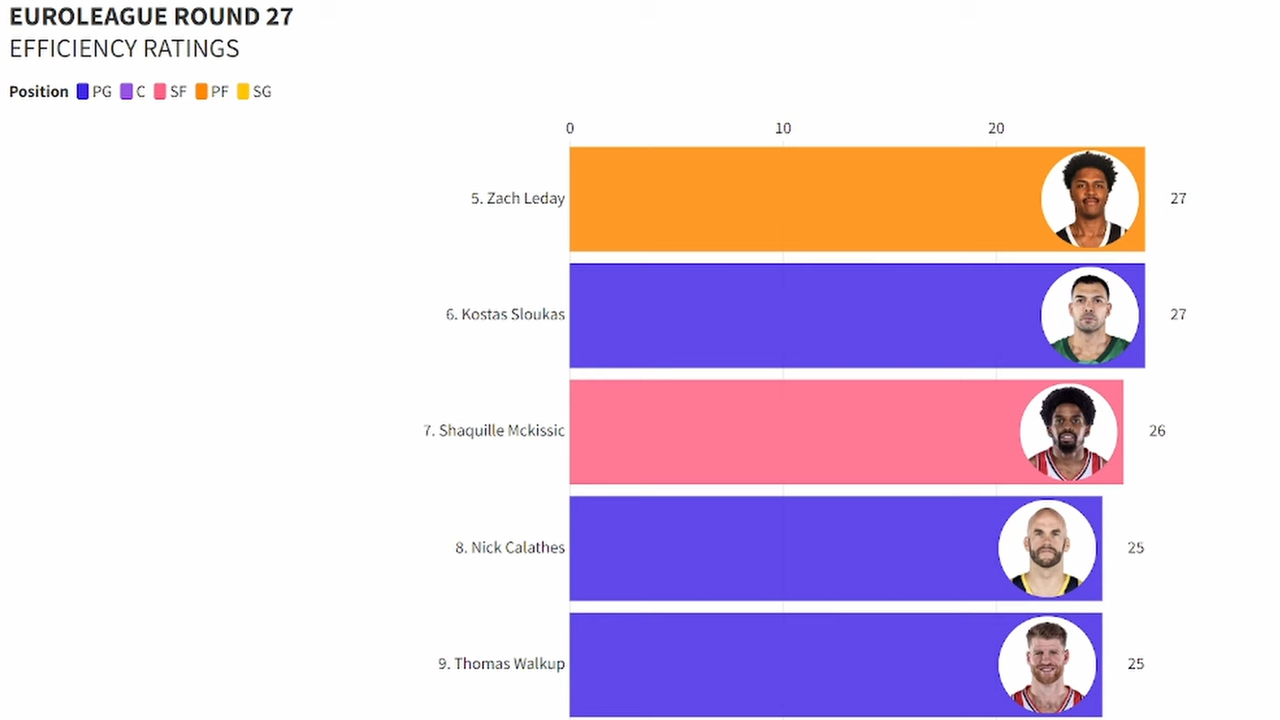 EUROLEAGUE ROUND 27
EFFICIENCY RATINGS
Position PG C SF PF SG
0 10 20
5. Zach Leday 27
6. Kostas Sloukas 27
7. Shaquille Mckissic 26
8. Nick Calathes 25
9. Thomas Walkup 25